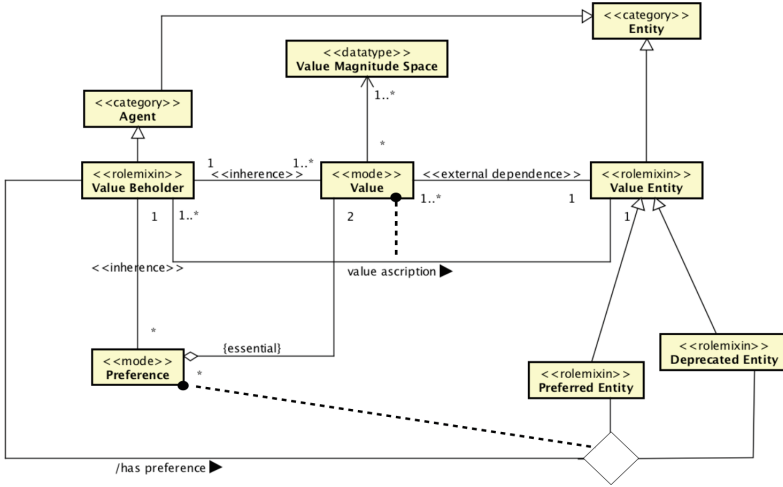 <<category>>
Entity
<<datatype>>
Value Magnitude Space
1..*
<<category>>
Agent
*
1
1..*
<<rolemixin>>
Value Beholder
<<inherence>>
<<mode>>
Value
<<external dependence>>
<<rolemixin>>
Value Entity
1..*
1
1
1..*
2
1
<<inherence>>
value ascription
*
{essential}
<<mode>>
Preference
*
<<rolemixin>>
Preferred Entity
<<rolemixin>>
Deprecated Entity
/has preference